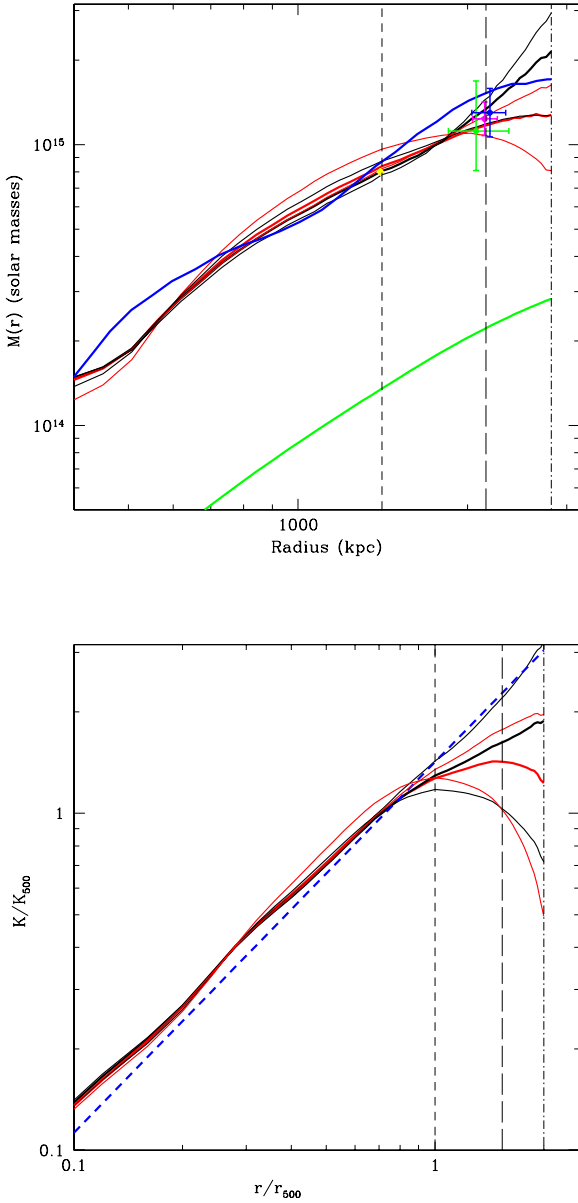 M(r) (solar masses)
10¹⁵
10¹⁴
1000
Radius (kpc)
K/K₅₀₀
1
0.1
0.1
1
r/r₅₀₀